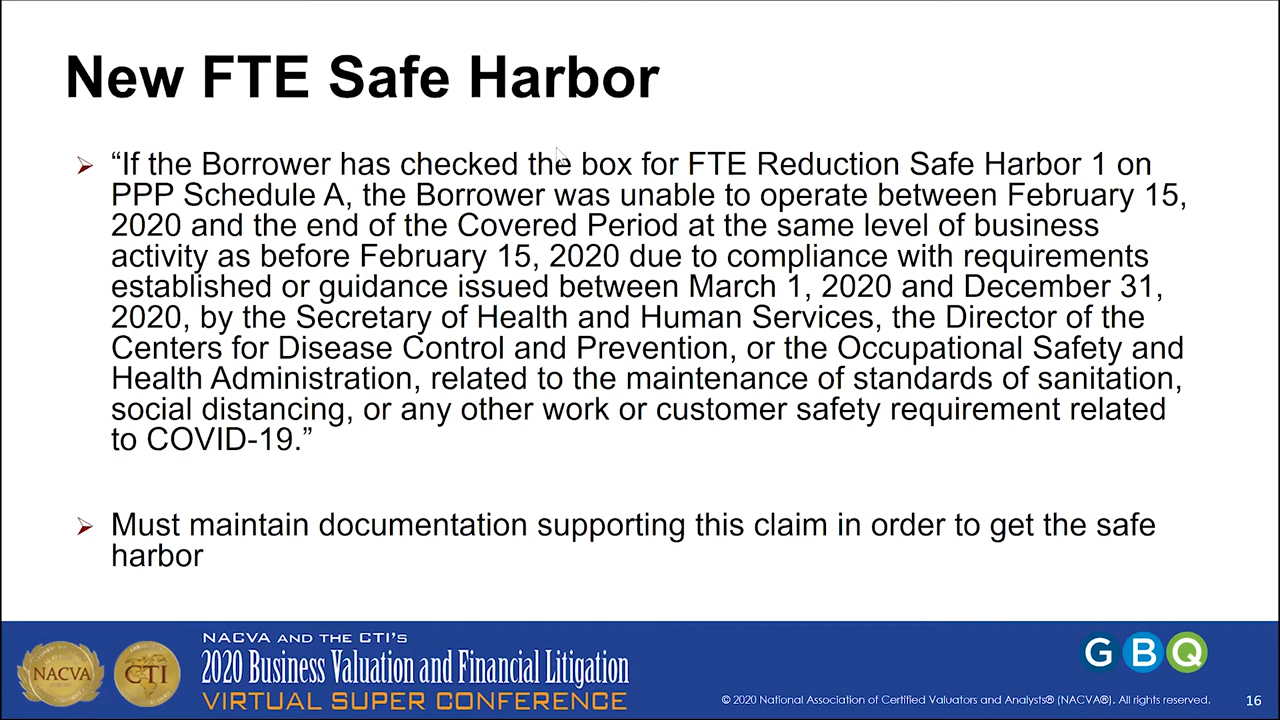 New FTE Safe Harbor
“If the Borrower has checked the box for FTE Reduction Safe Harbor 1 on
PPP Schedule A, the Borrower was unable to operate between February 15,
2020 and the end of the Covered Period at the same level of business
activity as before February 15, 2020 due to compliance with requirements
established or guidance issued between March 1, 2020 and December 31,
2020, by the Secretary of Health and Human Services, the Director of the
Centers for Disease Control and Prevention, or the Occupational Safety and
Health Administration, related to the maintenance of standards of sanitation,
social distancing, or any other work or customer safety requirement related
to COVID-19.”
Must maintain documentation supporting this claim in order to get the safe
harbor
NACVA
CTI
NACVA AND THE CTI'S
2020 Business Valuation and Financial Litigation
VIRTUAL SUPER CONFERENCE
GBQ
© 2020 National Association of Certified Valuators and Analysts® (NACVA®). All rights reserved.
16